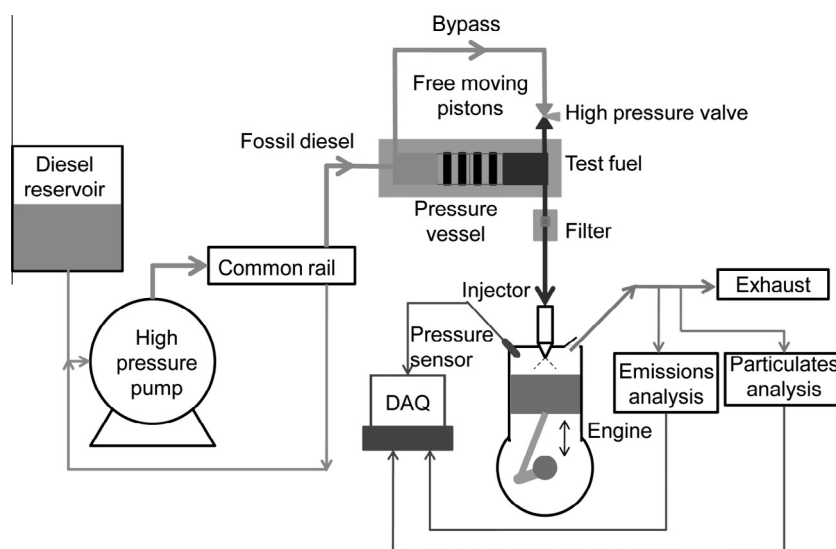 Bypass
Free moving
pistons
High pressure valve
Fossil diesel
Test fuel
Diesel
reservoir
Pressure
vessel
Filter
Common rail
Injector
Exhaust
High
pressure
pump
Pressure
sensor
Emissions
analysis
Particulates
analysis
DAQ
Engine